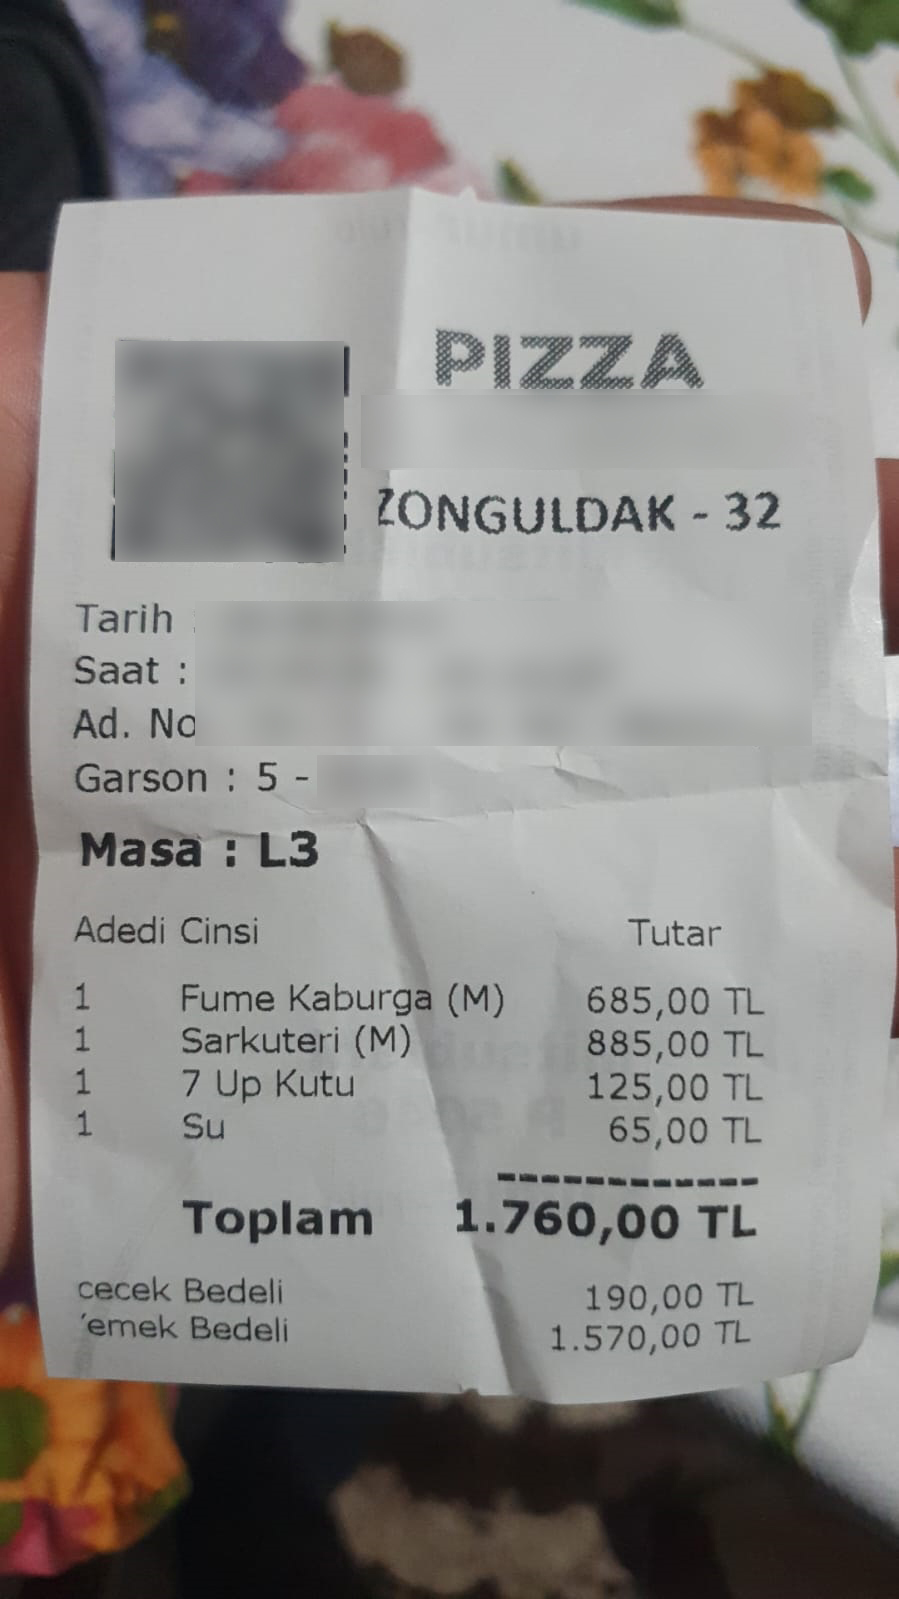 PIZZA
ZONGULDAK - 32
Tarih
Saat :
Ad. No
Garson : 5 -
Masa : L3
Adedi Cinsi Tutar
1 Fume Kaburga (M) 685,00 TL
1 Sarkuteri (M) 885,00 TL
1 7 Up Kutu 125,00 TL
1 Su 65,00 TL
Toplam 1.760,00 TL
cecek Bedeli 190,00 TL
emek Bedeli 1.570,00 TL